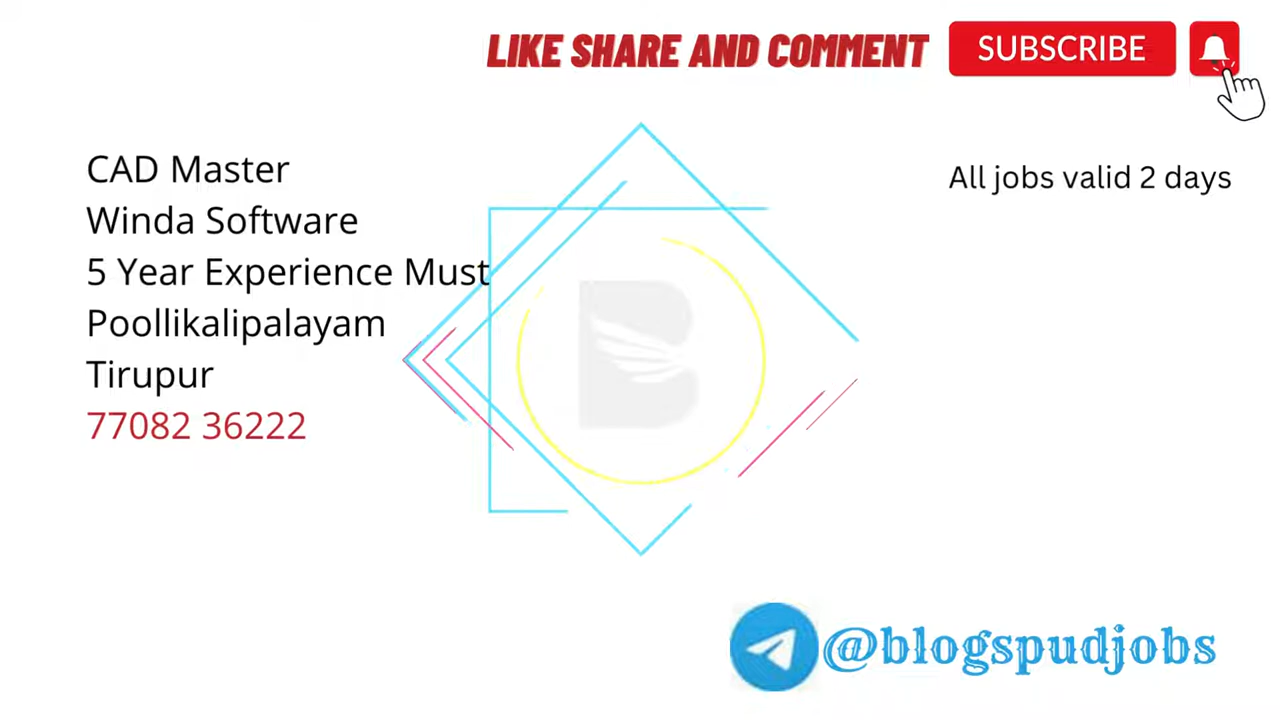 LIKE SHARE AND COMMENT
SUBSCRIBE
All jobs valid 2 days
CAD Master
Winda Software
5 Year Experience Must
Poollikalipalayam
Tirupur
77082 36222
@blogspudjobs